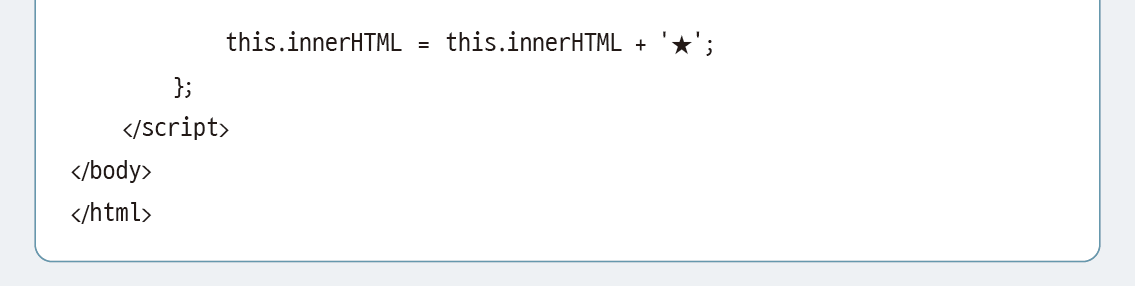 this.innerHTML = this.innerHTML + '★';
};
</script>
</body>
</html>